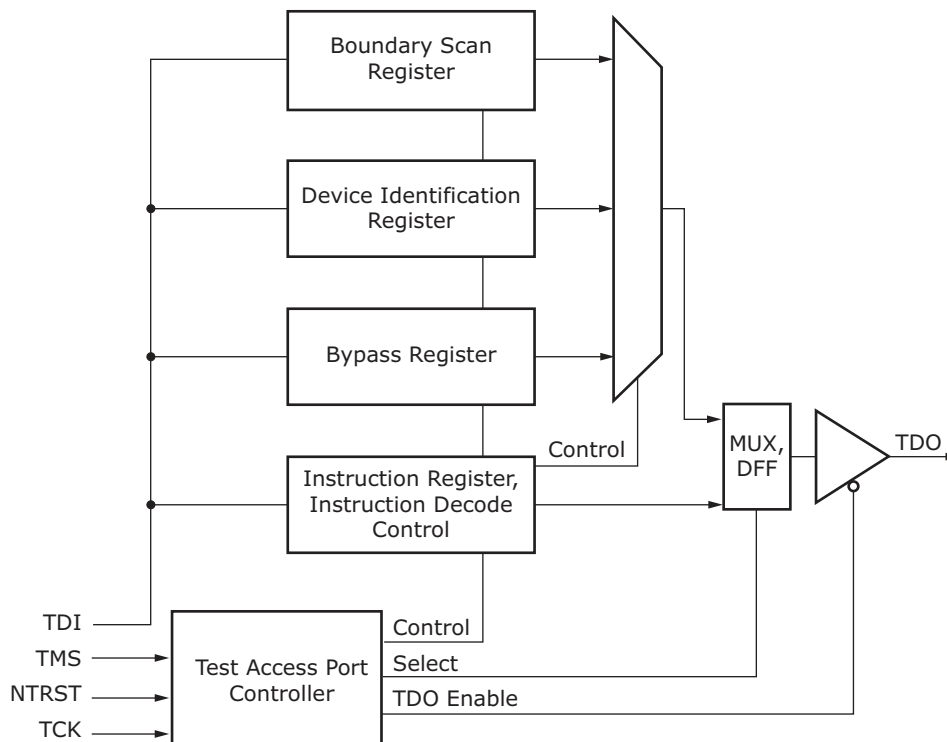 Boundary Scan
Register
Device Identification
Register
Bypass Register
Control
Instruction Register,
Instruction Decode
Control
MUX,
DFF
TDO
TDI
TMS
NTRST
TCK
Test Access Port
Controller
Control
Select
TDO Enable